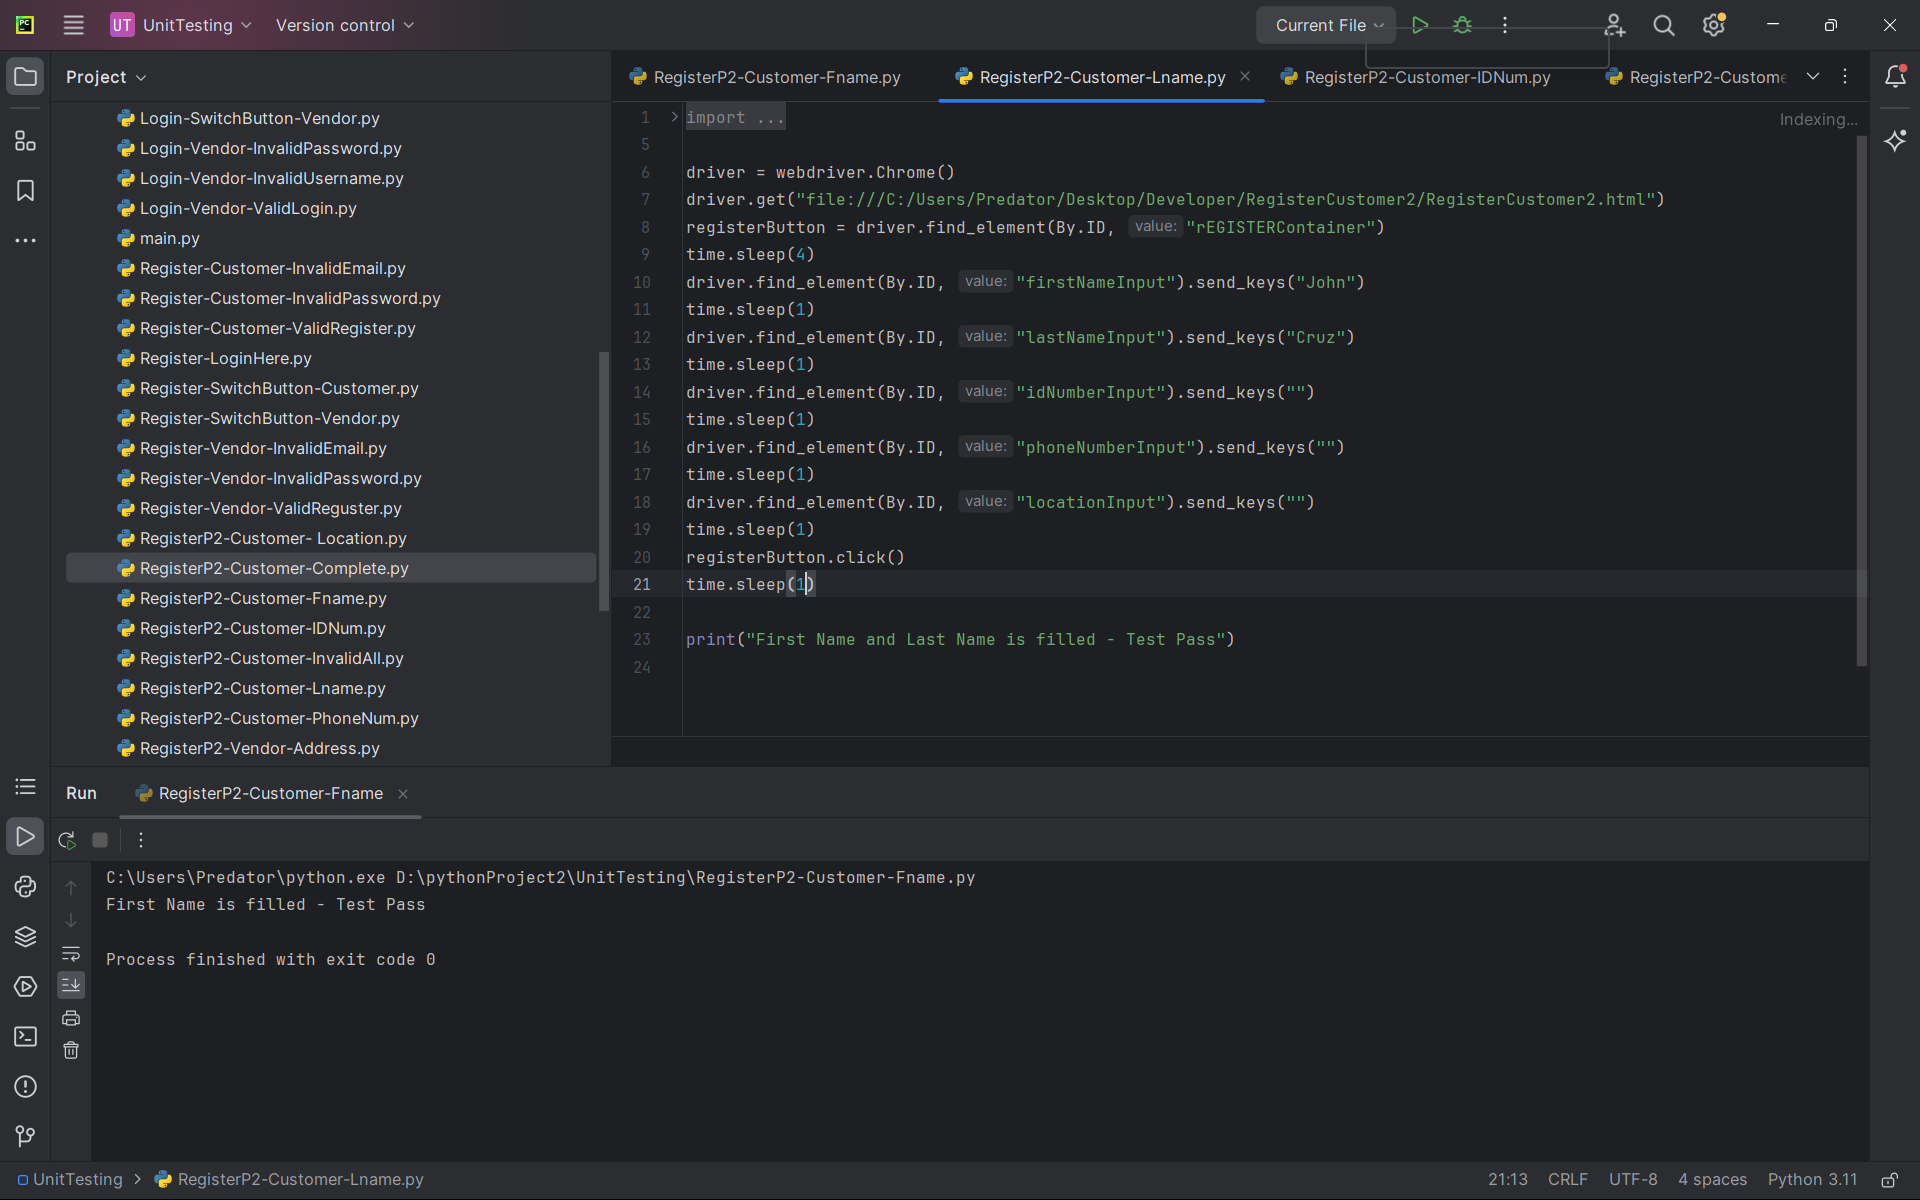 UT UnitTesting Version control Current File
Project
RegisterP2-Customer-Fname.py RegisterP2-Customer-Lname.py RegisterP2-Customer-IDNum.py RegisterP2-Custome
Login-SwitchButton-Vendor.py
Login-Vendor-InvalidPassword.py
Login-Vendor-InvalidUsername.py
Login-Vendor-ValidLogin.py
main.py
Register-Customer-InvalidEmail.py
Register-Customer-InvalidPassword.py
Register-Customer-ValidRegister.py
Register-LoginHere.py
Register-SwitchButton-Customer.py
Register-SwitchButton-Vendor.py
Register-Vendor-InvalidEmail.py
Register-Vendor-InvalidPassword.py
Register-Vendor-ValidReguster.py
RegisterP2-Customer- Location.py
RegisterP2-Customer-Complete.py
RegisterP2-Customer-Fname.py
RegisterP2-Customer-IDNum.py
RegisterP2-Customer-InvalidAll.py
RegisterP2-Customer-Lname.py
RegisterP2-Customer-PhoneNum.py
RegisterP2-Vendor-Address.py
1 import ... Indexing...
5
6 driver = webdriver.Chrome()
7 driver.get("file:///C:/Users/Predator/Desktop/Developer/RegisterCustomer2/RegisterCustomer2.html")
8 registerButton = driver.find_element(By.ID, value: "rEGISTERContainer")
9 time.sleep(4)
10 driver.find_element(By.ID, value: "firstNameInput").send_keys("John")
11 time.sleep(1)
12 driver.find_element(By.ID, value: "lastNameInput").send_keys("Cruz")
13 time.sleep(1)
14 driver.find_element(By.ID, value: "idNumberInput").send_keys("")
15 time.sleep(1)
16 driver.find_element(By.ID, value: "phoneNumberInput").send_keys("")
17 time.sleep(1)
18 driver.find_element(By.ID, value: "locationInput").send_keys("")
19 time.sleep(1)
20 registerButton.click()
21 time.sleep(1)
22
23 print("First Name and Last Name is filled - Test Pass")
24
Run RegisterP2-Customer-Fname
C:\Users\Predator\python.exe D:\pythonProject2\UnitTesting\RegisterP2-Customer-Fname.py
First Name is filled - Test Pass
Process finished with exit code 0
UnitTesting > RegisterP2-Customer-Lname.py 21:13 CRLF UTF-8 4 spaces Python 3.11